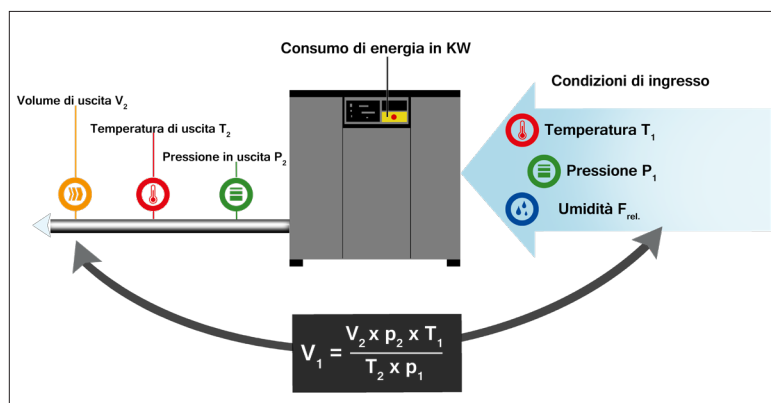 Consumo di energia in KW
Condizioni di ingresso
Volume di uscita V₂
Temperatura di uscita T₂
Pressione in uscita P₂
Temperatura T₁
Pressione P₁
Umidità F_rel.
V₁ = (V₂ x p₂ x T₁) / (T₂ x p₁)